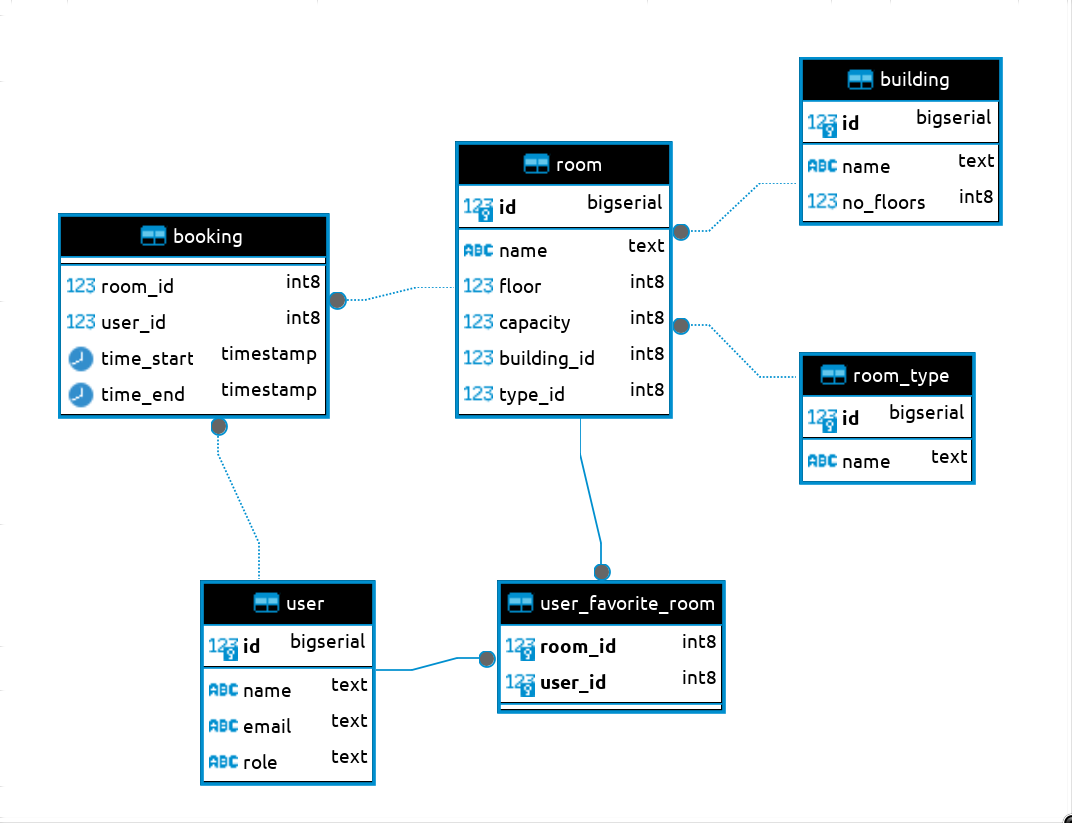 building
123 id bigserial
ABC name text
123 no_floors int8
room
123 id bigserial
ABC name text
123 floor int8
123 capacity int8
123 building_id int8
123 type_id int8
booking
123 room_id int8
123 user_id int8
time_start timestamp
time_end timestamp
room_type
123 id bigserial
ABC name text
user
123 id bigserial
ABC name text
ABC email text
ABC role text
user_favorite_room
123 room_id int8
123 user_id int8